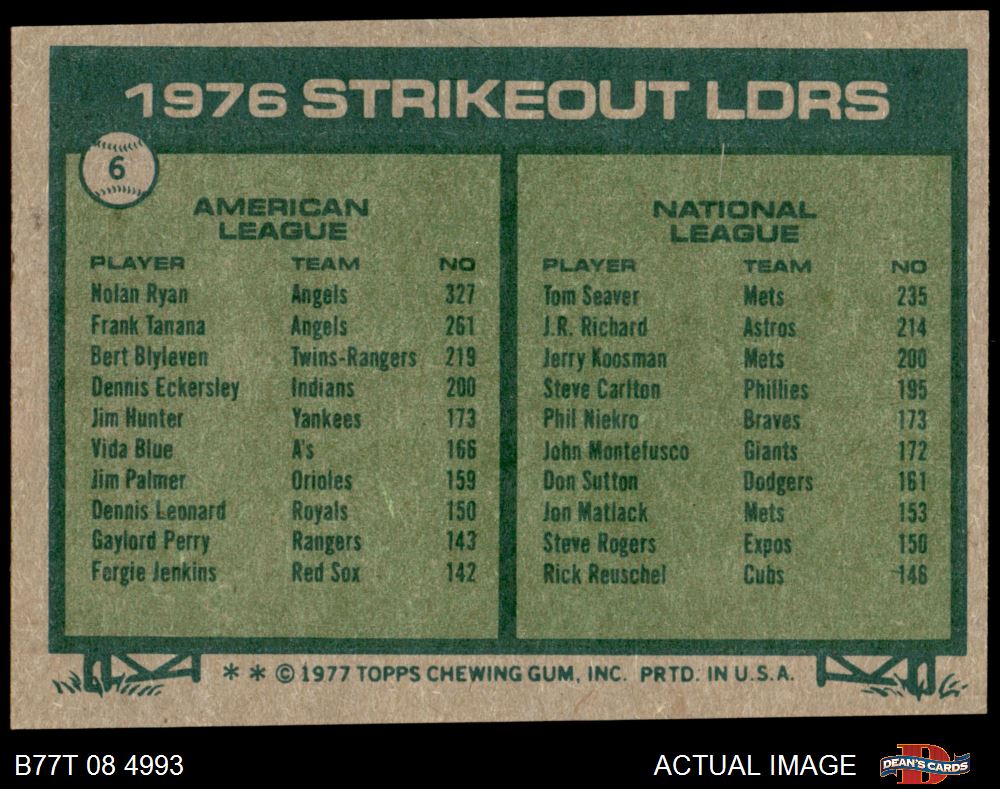 1976 STRIKEOUT LDRS
6
AMERICAN
LEAGUE
PLAYER TEAM NO
Nolan Ryan Angels 327
Frank Tanana Angels 261
Bert Blyleven Twins-Rangers 219
Dennis Eckersley Indians 200
Jim Hunter Yankees 173
Vida Blue A's 166
Jim Palmer Orioles 159
Dennis Leonard Royals 150
Gaylord Perry Rangers 143
Fergie Jenkins Red Sox 142
NATIONAL
LEAGUE
PLAYER TEAM NO
Tom Seaver Mets 235
J.R. Richard Astros 214
Jerry Koosman Mets 200
Steve Carlton Phillies 195
Phil Niekro Braves 173
John Montefusco Giants 172
Don Sutton Dodgers 161
Jon Matlack Mets 153
Steve Rogers Expos 150
Rick Reuschel Cubs 146
* * © 1977 TOPPS CHEWING GUM, INC. PRTD. IN U.S.A.
B77T 08 4993
ACTUAL IMAGE
D
DEAN'S CARDS